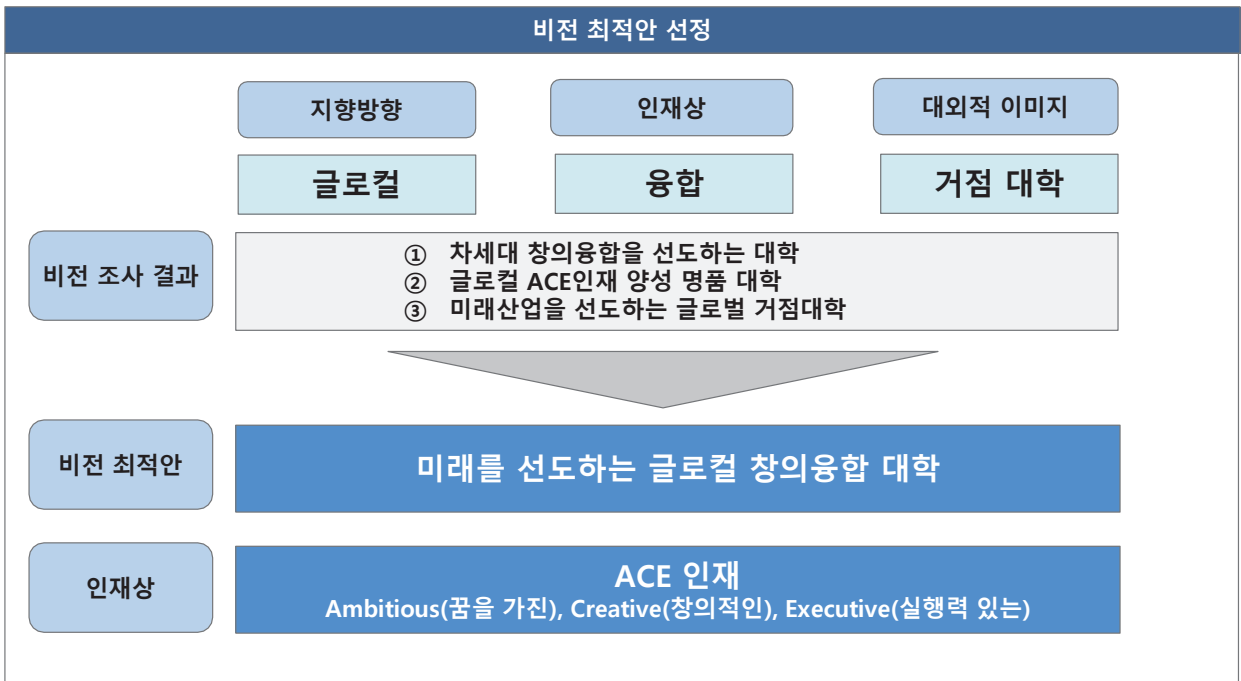 비전 최적안 선정
지향방향
인재상
대외적 이미지
글로컬
융합
거점 대학
비전 조사 결과
① 차세대 창의융합을 선도하는 대학
② 글로컬 ACE인재 양성 명품 대학
③ 미래산업을 선도하는 글로벌 거점대학
비전 최적안
미래를 선도하는 글로컬 창의융합 대학
인재상
ACE 인재
Ambitious(꿈을 가진), Creative(창의적인), Executive(실행력 있는)